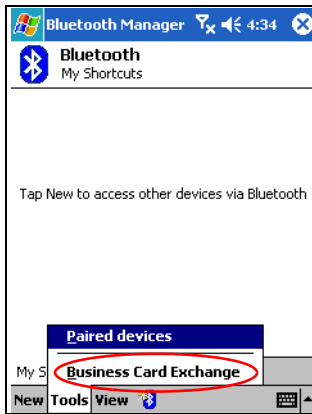 Bluetooth Manager 4:34
Bluetooth
My Shortcuts
Tap New to access other devices via Bluetooth
Paired devices
My S
Business Card Exchange
New Tools View